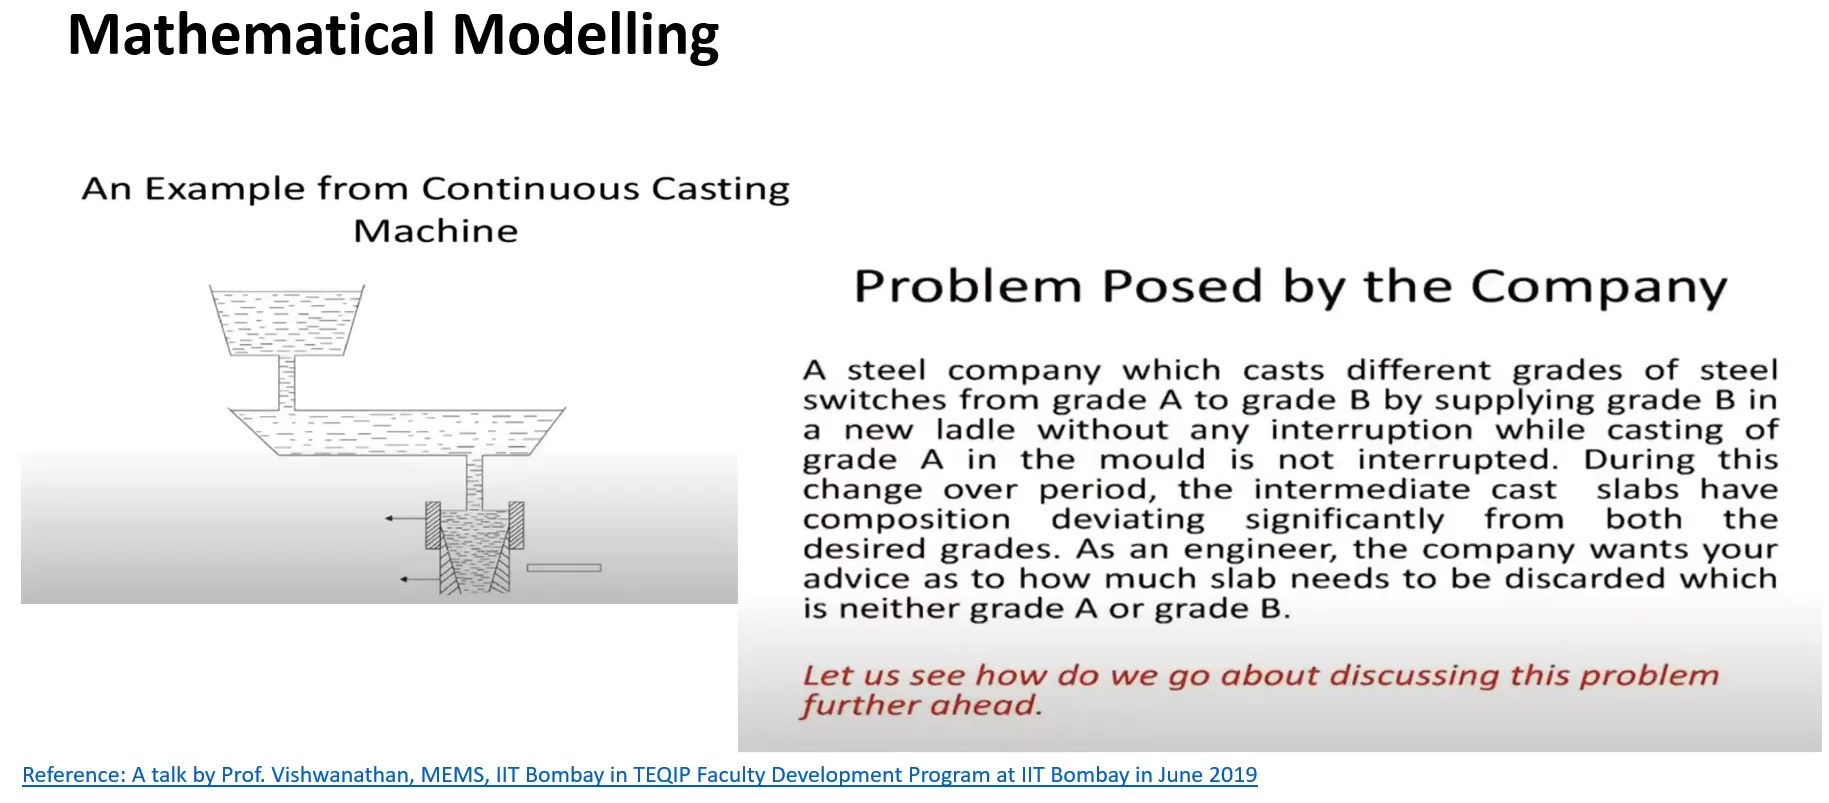 Mathematical Modelling
An Example from Continuous Casting
Machine
Problem Posed by the Company
A steel company which casts different grades of steel
switches from grade A to grade B by supplying grade B in
a new ladle without any interruption while casting of
grade A in the mould is not interrupted. During this
change over period, the intermediate cast slabs have
composition deviating significantly from both the
desired grades. As an engineer, the company wants your
advice as to how much slab needs to be discarded which
is neither grade A or grade B.
Let us see how do we go about discussing this problem
further ahead.
Reference: A talk by Prof. Vishwanathan, MEMS, IIT Bombay in TEQIP Faculty Development Program at IIT Bombay in June 2019